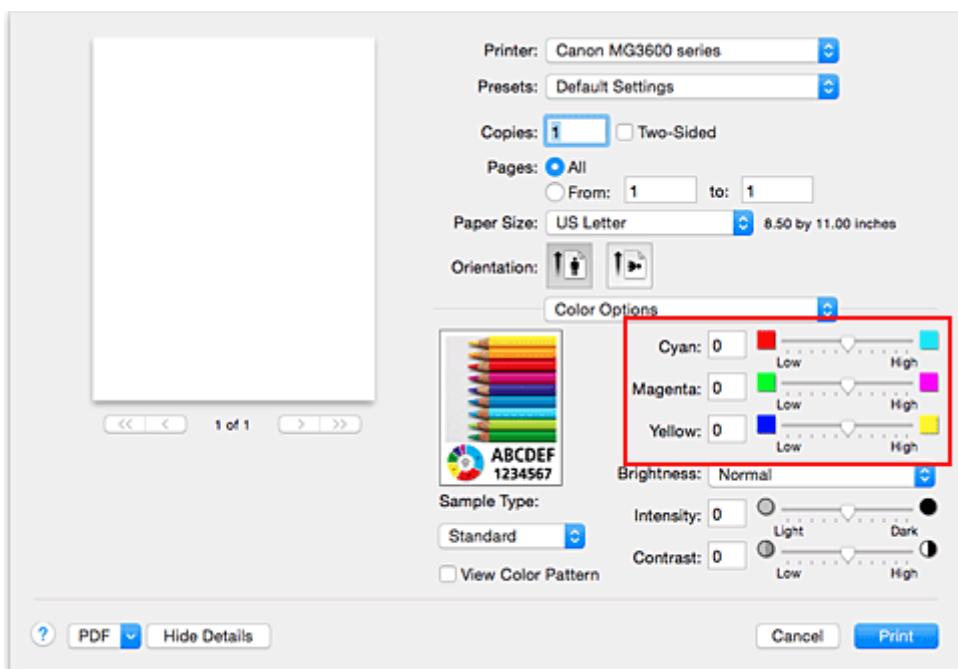 Printer: Canon MG3600 series
Presets: Default Settings
Copies: 1 Two-Sided
Pages: All
From: 1 to: 1
Paper Size: US Letter 8.50 by 11.00 inches
Orientation:
Color Options
Cyan: 0
Low High
Magenta: 0
Low High
Yellow: 0
Low High
<< < 1 of 1 > >>
ABCDEF
1234567
Brightness: Normal
Sample Type:
Intensity: 0
Light Dark
Standard
Contrast: 0
Low High
View Color Pattern
? PDF Hide Details Cancel Print